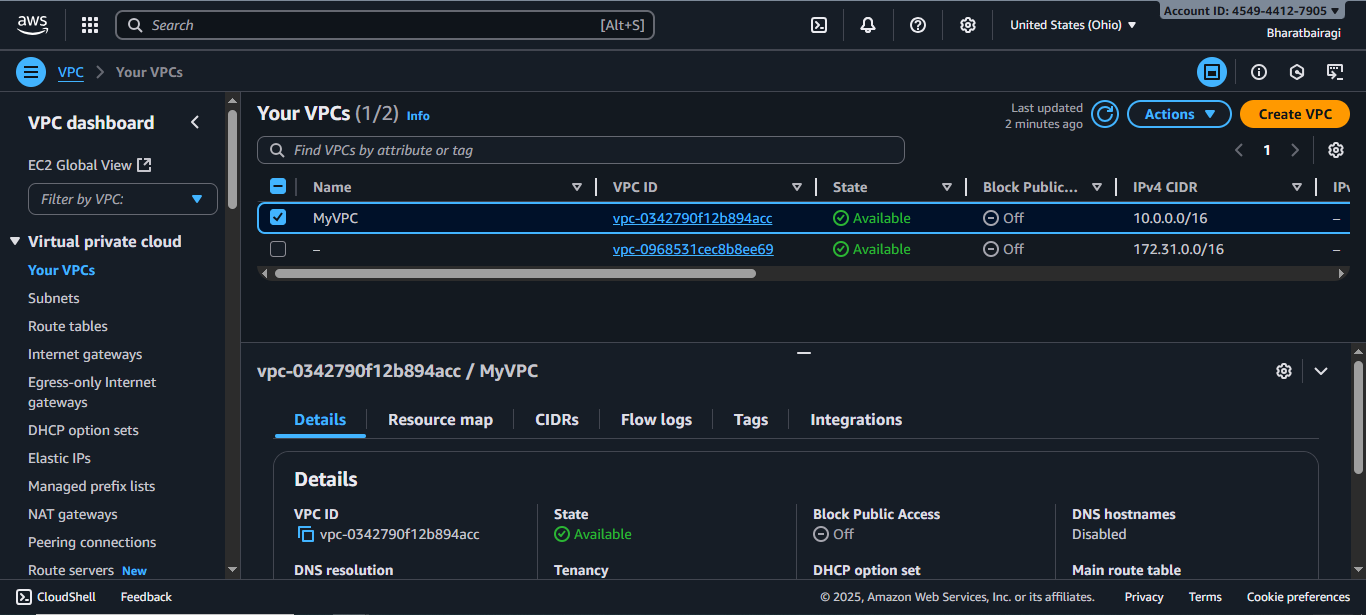 aws
Search [Alt+S]
United States (Ohio)
Account ID: 4549-4412-7905
Bharatbairagi
VPC > Your VPCs
VPC dashboard
EC2 Global View
Filter by VPC:
Virtual private cloud
Your VPCs
Subnets
Route tables
Internet gateways
Egress-only Internet
gateways
DHCP option sets
Elastic IPs
Managed prefix lists
NAT gateways
Peering connections
Route servers New
Your VPCs (1/2) Info
Last updated
2 minutes ago
Actions
Create VPC
Find VPCs by attribute or tag
1
Name VPC ID State Block Public... IPv4 CIDR IPv
MyVPC vpc-0342790f12b894acc Available Off 10.0.0.0/16 –
– vpc-0968531cec8b8ee69 Available Off 172.31.0.0/16 –
vpc-0342790f12b894acc / MyVPC
Details Resource map CIDRs Flow logs Tags Integrations
Details
VPC ID
vpc-0342790f12b894acc
State
Available
Block Public Access
Off
DNS hostnames
Disabled
DNS resolution Tenancy DHCP option set Main route table
CloudShell Feedback © 2025, Amazon Web Services, Inc. or its affiliates. Privacy Terms Cookie preferences